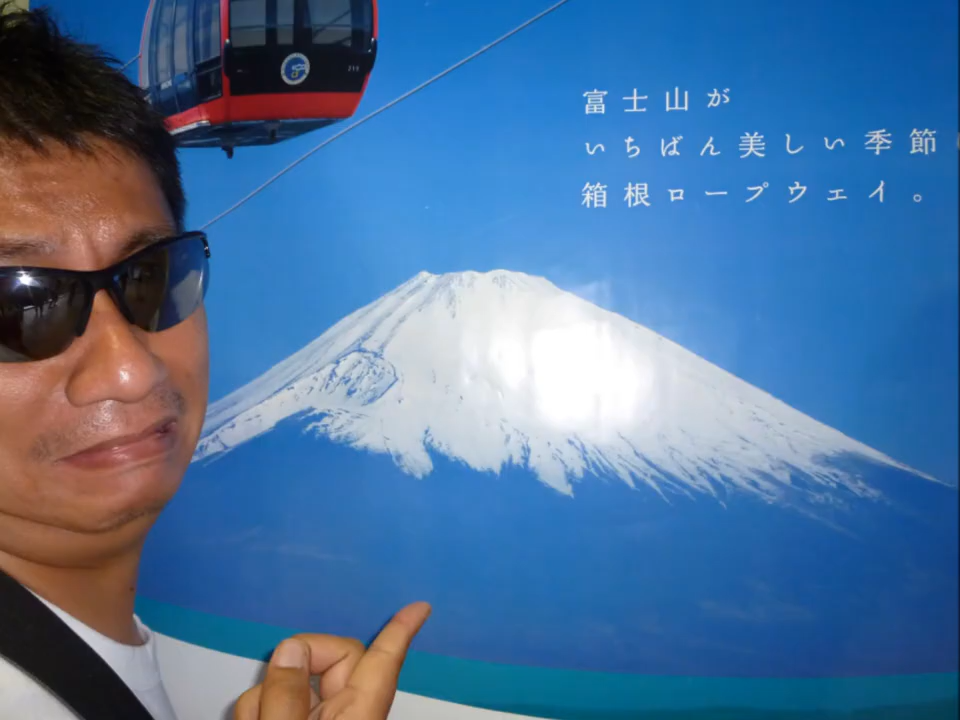 富士山が
いちばん美しい季節
箱根ロープウェイ。